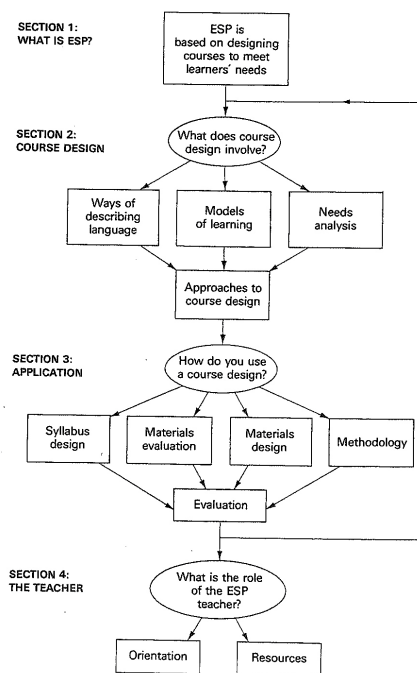 SECTION 1:
WHAT IS ESP?
ESP is
based on designing
courses to meet
learners' needs
SECTION 2:
COURSE DESIGN
What does course
design involve?
Ways of
describing
language
Models
of learning
Needs
analysis
Approaches to
course design
SECTION 3:
APPLICATION
How do you use
a course design?
Syllabus
design
Materials
evaluation
Materials
design
Methodology
Evaluation
SECTION 4:
THE TEACHER
What is the role
of the ESP
teacher?
Orientation
Resources